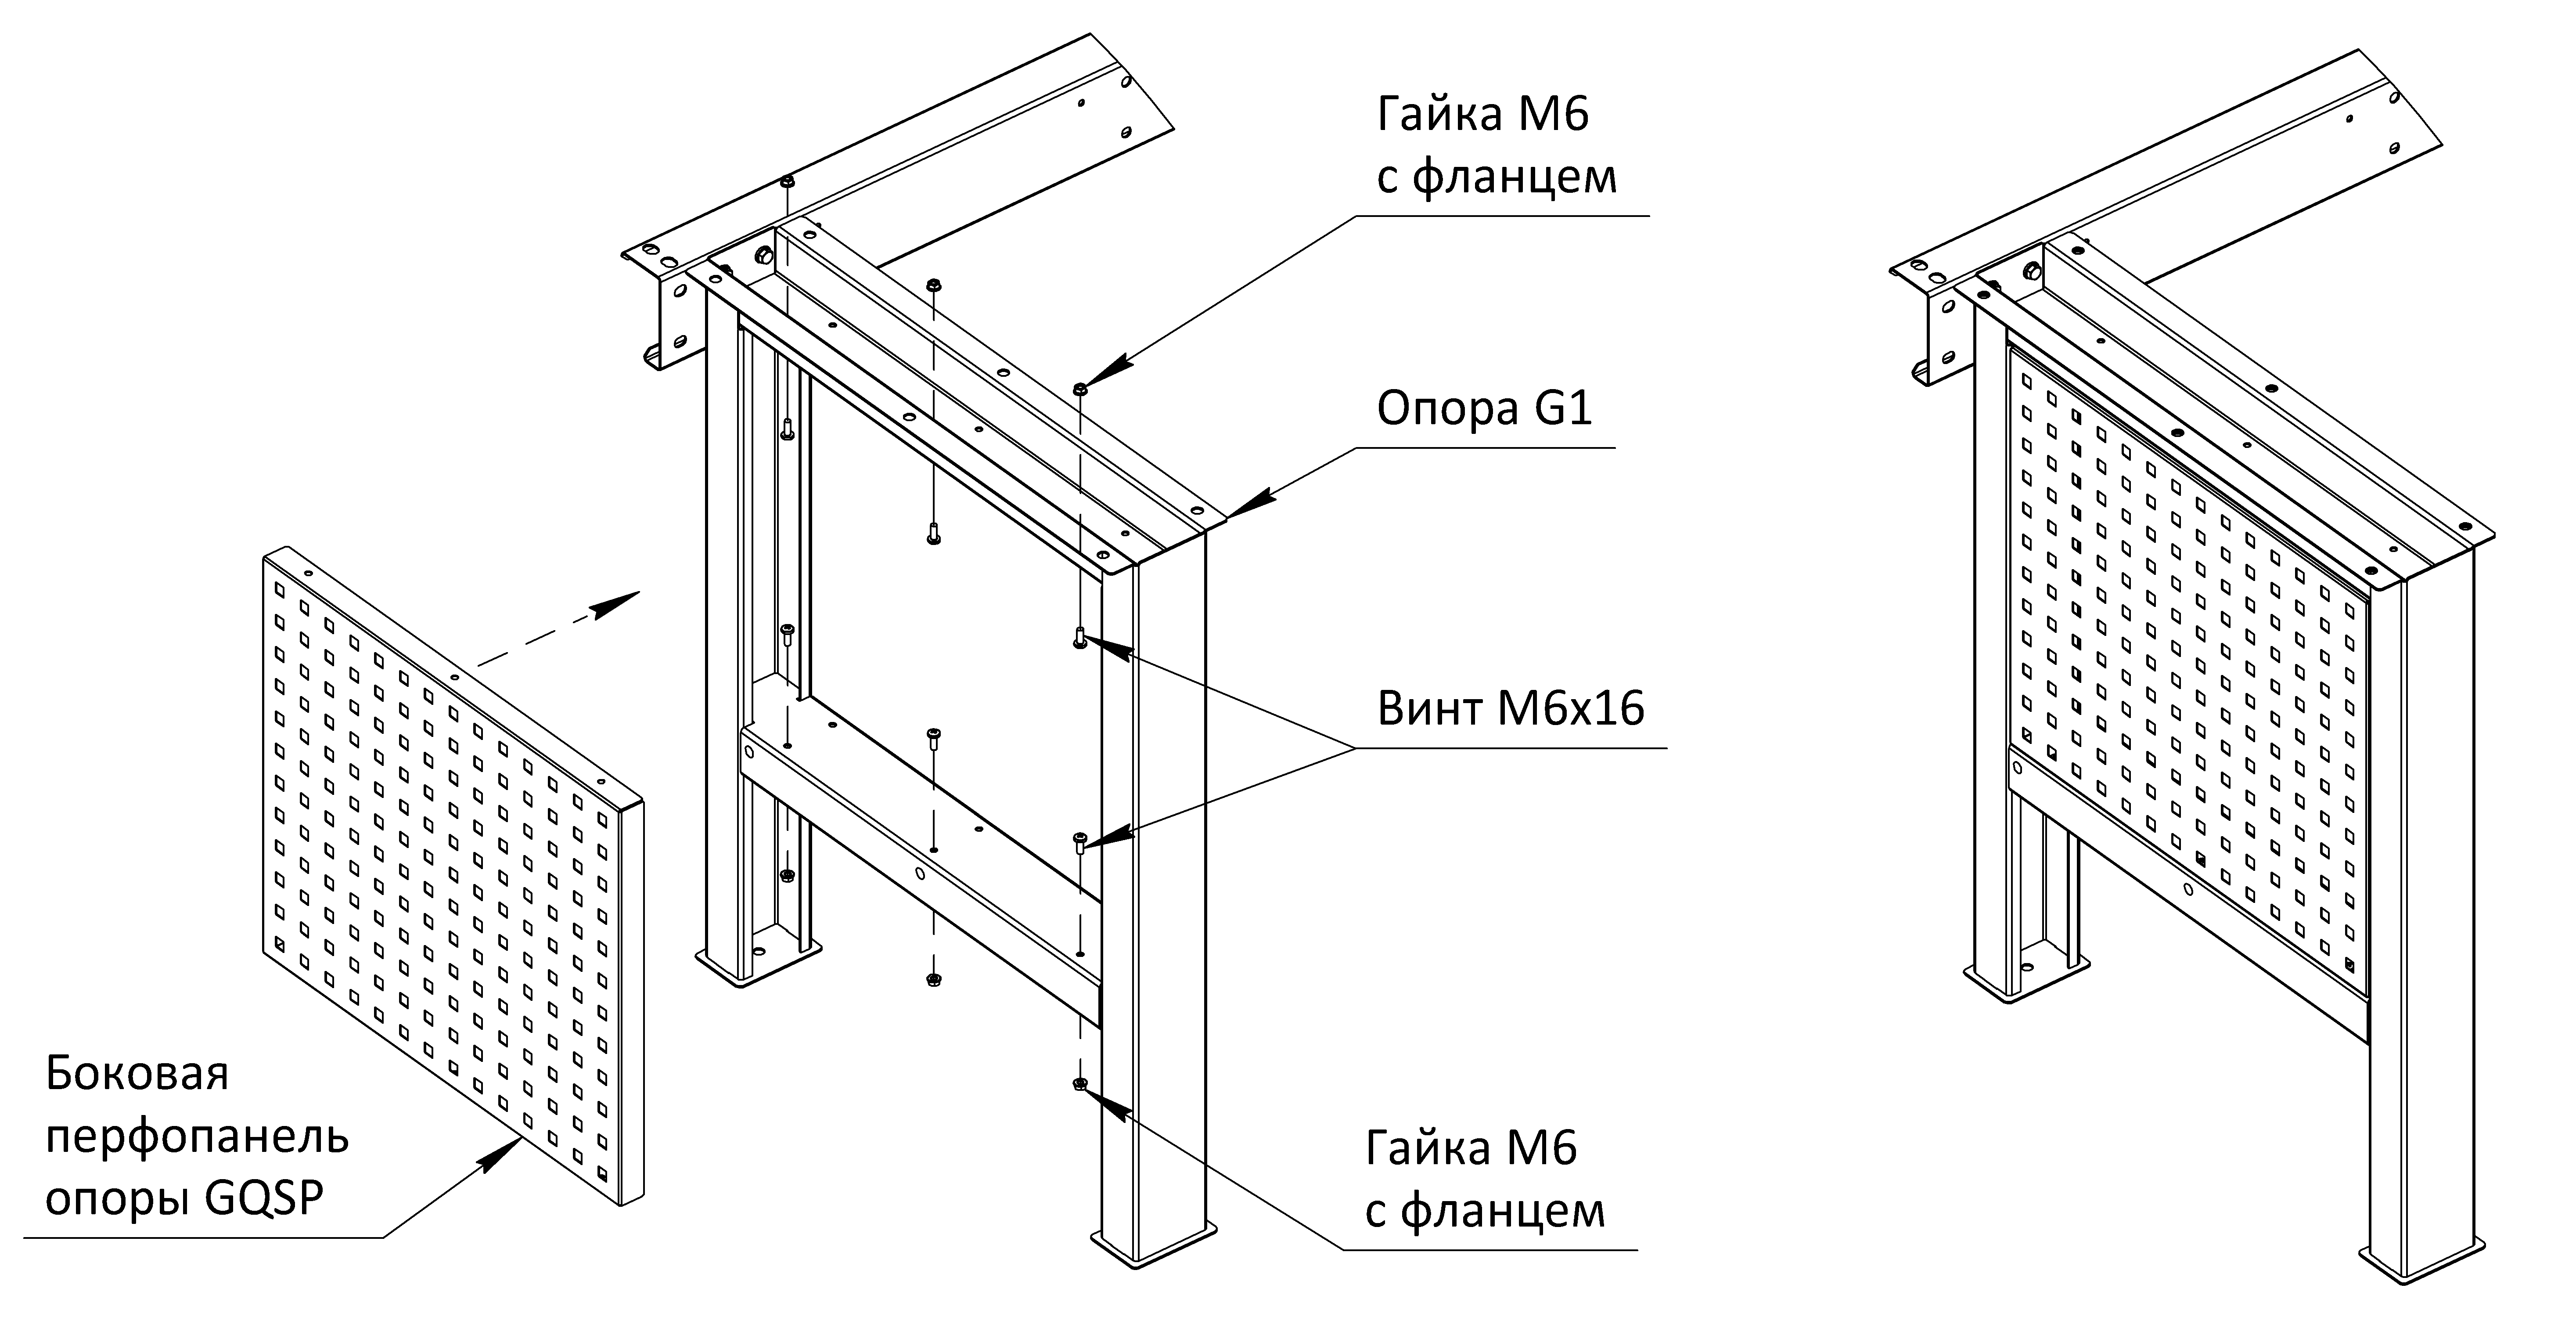 Гайка М6
с фланцем
Опора G1
Винт М6х16
Боковая
перфопанель
опоры GQSP
Гайка М6
с фланцем